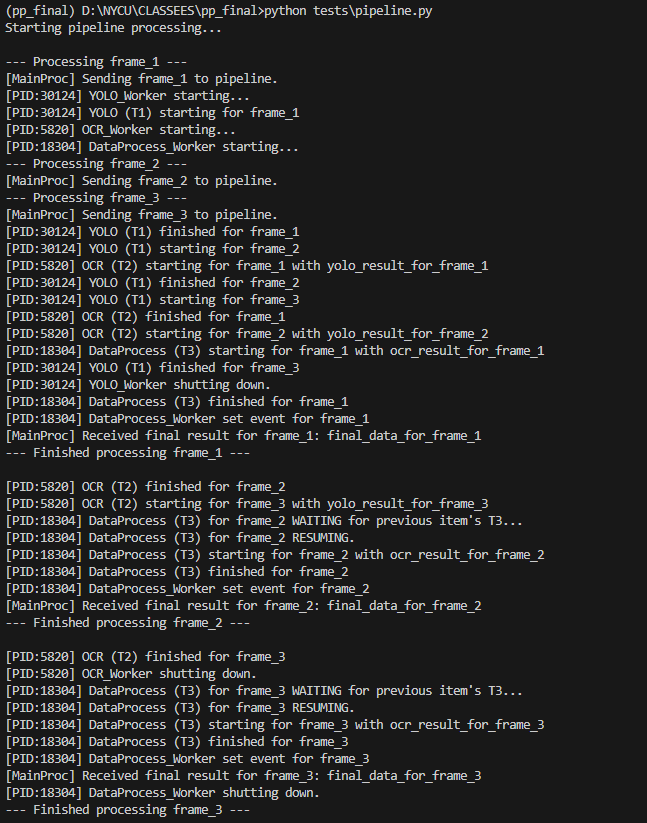 (pp_final) D:\NYCU\CLASSEES\pp_final>python tests\pipeline.py
Starting pipeline processing...

--- Processing frame_1 ---
[MainProc] Sending frame_1 to pipeline.
[PID:30124] YOLO_Worker starting...
[PID:30124] YOLO (T1) starting for frame_1
[PID:5820] OCR_Worker starting...
[PID:18304] DataProcess_Worker starting...
--- Processing frame_2 ---
[MainProc] Sending frame_2 to pipeline.
--- Processing frame_3 ---
[MainProc] Sending frame_3 to pipeline.
[PID:30124] YOLO (T1) finished for frame_1
[PID:30124] YOLO (T1) starting for frame_2
[PID:5820] OCR (T2) starting for frame_1 with yolo_result_for_frame_1
[PID:30124] YOLO (T1) finished for frame_2
[PID:30124] YOLO (T1) starting for frame_3
[PID:5820] OCR (T2) finished for frame_1
[PID:5820] OCR (T2) starting for frame_2 with yolo_result_for_frame_2
[PID:18304] DataProcess (T3) starting for frame_1 with ocr_result_for_frame_1
[PID:30124] YOLO (T1) finished for frame_3
[PID:30124] YOLO_Worker shutting down.
[PID:18304] DataProcess (T3) finished for frame_1
[PID:18304] DataProcess_Worker set event for frame_1
[MainProc] Received final result for frame_1: final_data_for_frame_1
--- Finished processing frame_1 ---

[PID:5820] OCR (T2) finished for frame_2
[PID:5820] OCR (T2) starting for frame_3 with yolo_result_for_frame_3
[PID:18304] DataProcess (T3) for frame_2 WAITING for previous item's T3...
[PID:18304] DataProcess (T3) for frame_2 RESUMING.
[PID:18304] DataProcess (T3) starting for frame_2 with ocr_result_for_frame_2
[PID:18304] DataProcess (T3) finished for frame_2
[PID:18304] DataProcess_Worker set event for frame_2
[MainProc] Received final result for frame_2: final_data_for_frame_2
--- Finished processing frame_2 ---

[PID:5820] OCR (T2) finished for frame_3
[PID:5820] OCR_Worker shutting down.
[PID:18304] DataProcess (T3) for frame_3 WAITING for previous item's T3...
[PID:18304] DataProcess (T3) for frame_3 RESUMING.
[PID:18304] DataProcess (T3) starting for frame_3 with ocr_result_for_frame_3
[PID:18304] DataProcess (T3) finished for frame_3
[PID:18304] DataProcess_Worker set event for frame_3
[MainProc] Received final result for frame_3: final_data_for_frame_3
[PID:18304] DataProcess_Worker shutting down.
--- Finished processing frame_3 ---